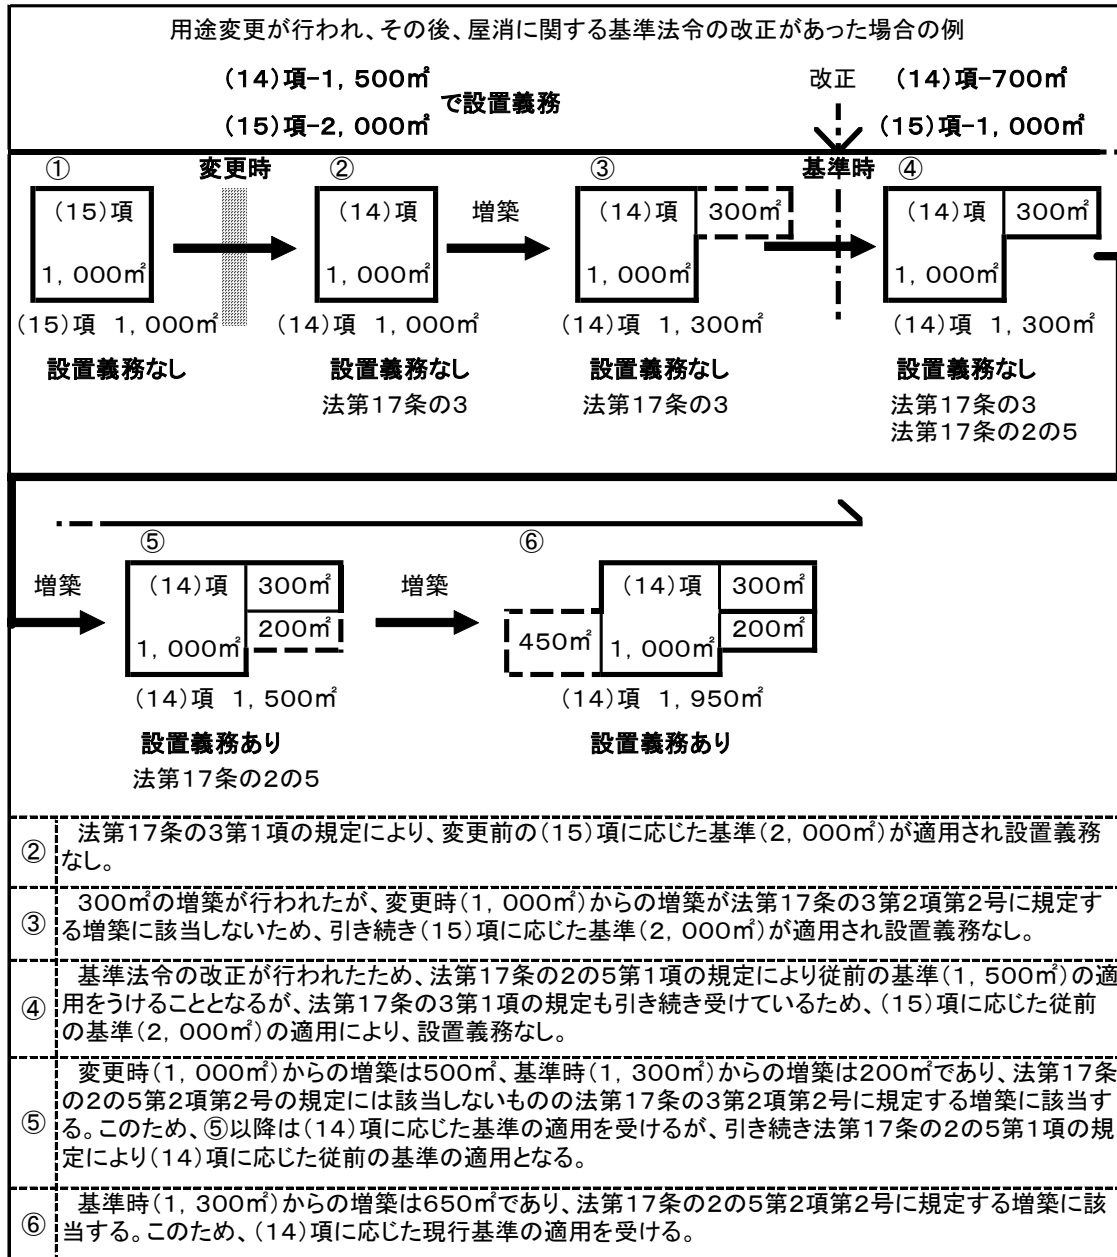 用途変更が行われ、その後、屋消に関する基準法令の改正があった場合の例
(14)項-1,500㎡
(15)項-2,000㎡
で設置義務
改正
(14)項-700㎡
(15)項-1,000㎡
① 変更時 ② ③ 基準時 ④
(15)項
1,000㎡
(14)項
1,000㎡
増築
(14)項 300㎡
1,000㎡
(14)項 300㎡
1,000㎡
(15)項 1,000㎡
設置義務なし
(14)項 1,000㎡
設置義務なし
法第17条の3
(14)項 1,300㎡
設置義務なし
法第17条の3
(14)項 1,300㎡
設置義務なし
法第17条の3
法第17条の2の5
増築
⑤
(14)項 300㎡
200㎡
1,000㎡
(14)項 1,500㎡
設置義務あり
法第17条の2の5
増築
⑥
(14)項 300㎡
450㎡ 1,000㎡ 200㎡
(14)項 1,950㎡
設置義務あり
② 法第17条の3第1項の規定により、変更前の(15)項に応じた基準(2,000㎡)が適用され設置義務
なし。
③ 300㎡の増築が行われたが、変更時(1,000㎡)からの増築が法第17条の3第2項第2号に規定す
る増築に該当しないため、引き続き(15)項に応じた基準(2,000㎡)が適用され設置義務なし。
④ 基準法令の改正が行われたため、法第17条の2の5第1項の規定により従前の基準(1,500㎡)の適
用をうけることとなるが、法第17条の3第1項の規定も引き続き受けているため、(15)項に応じた従前
の基準(2,000㎡)の適用により、設置義務なし。
⑤ 変更時(1,000㎡)からの増築は500㎡、基準時(1,300㎡)からの増築は200㎡であり、法第17条
の2の5第2項第2号の規定には該当しないものの法第17条の3第2項第2号に規定する増築に該当す
る。このため、⑤以降は(14)項に応じた基準の適用を受けるが、引き続き法第17条の2の5第1項の規
定により(14)項に応じた従前の基準の適用となる。
⑥ 基準時(1,300㎡)からの増築は650㎡であり、法第17条の2の5第2項第2号に規定する増築に該
当する。このため、(14)項に応じた現行基準の適用を受ける。